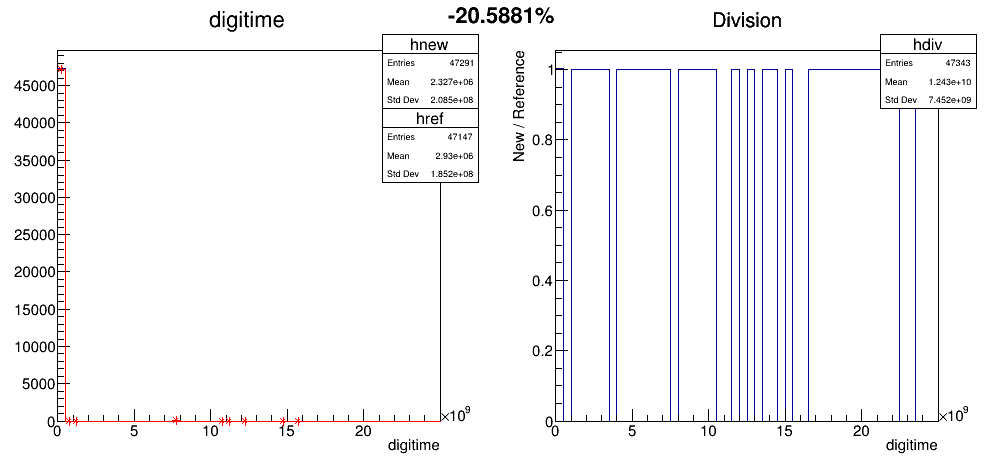 -20.5881%
digitime
hnew
Entries 47291
Mean 2.327e+06
Std Dev 2.085e+08
href
Entries 47147
Mean 2.93e+06
Std Dev 1.852e+08
45000
40000
35000
30000
25000
20000
15000
10000
5000
0
0 5 10 15 20
×10⁹
digitime
Division
hdiv
Entries 47343
Mean 1.243e+10
Std Dev 7.452e+09
New / Reference
1
0.8
0.6
0.4
0.2
0
0 5 10 15 20
×10⁹
digitime